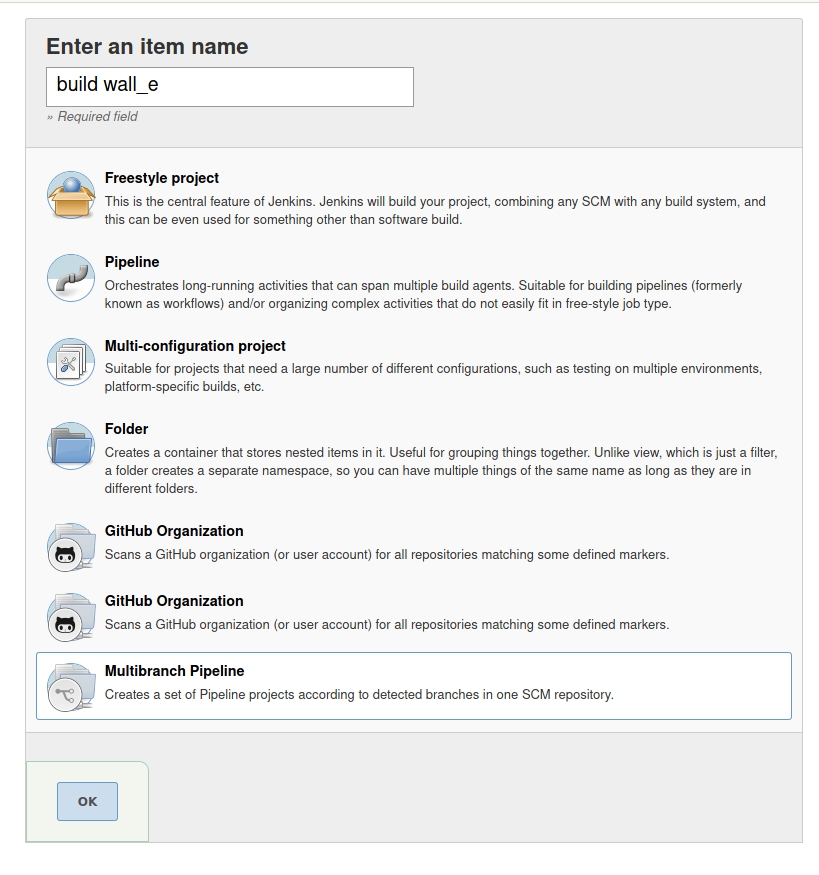 Enter an item name
build wall_e
» Required field
Freestyle project
This is the central feature of Jenkins. Jenkins will build your project, combining any SCM with any build system, and
this can be even used for something other than software build.
Pipeline
Orchestrates long-running activities that can span multiple build agents. Suitable for building pipelines (formerly
known as workflows) and/or organizing complex activities that do not easily fit in free-style job type.
Multi-configuration project
Suitable for projects that need a large number of different configurations, such as testing on multiple environments,
platform-specific builds, etc.
Folder
Creates a container that stores nested items in it. Useful for grouping things together. Unlike view, which is just a filter,
a folder creates a separate namespace, so you can have multiple things of the same name as long as they are in
different folders.
GitHub Organization
Scans a GitHub organization (or user account) for all repositories matching some defined markers.
GitHub Organization
Scans a GitHub organization (or user account) for all repositories matching some defined markers.
Multibranch Pipeline
Creates a set of Pipeline projects according to detected branches in one SCM repository.
OK